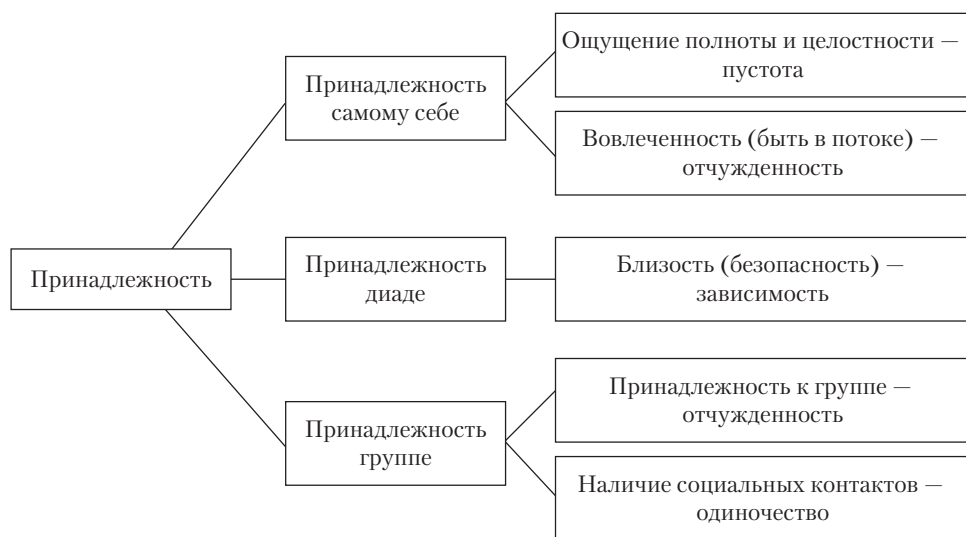 Ощущение полноты и целостности —
пустота
Принадлежность
самому себе
Вовлеченность (быть в потоке) —
отчужденность
Принадлежность
Принадлежность
диаде
Близость (безопасность) —
зависимость
Принадлежность к группе —
отчужденность
Принадлежность
группе
Наличие социальных контактов —
одиночество